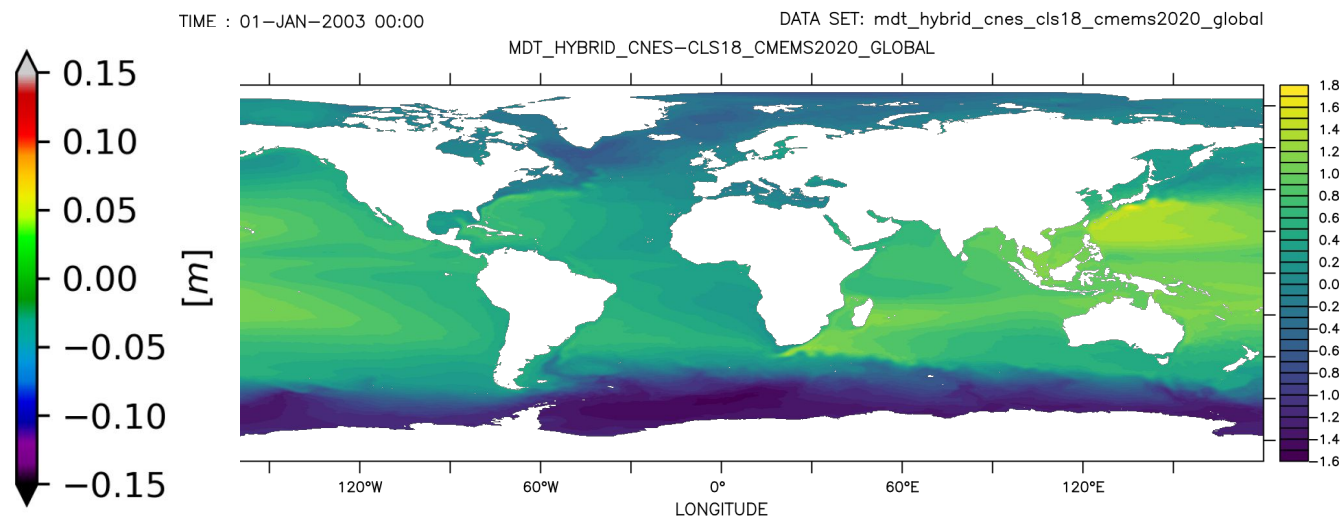 TIME : 01-JAN-2003 00:00
DATA SET: mdt_hybrid_cnes_cls18_cmems2020_global
MDT_HYBRID_CNES-CLS18_CMEMS2020_GLOBAL
0.15
0.10
0.05
0.00
−0.05
−0.10
−0.15
[m]
1.8
1.6
1.4
1.2
1.0
0.8
0.6
0.4
0.2
0.0
-0.2
-0.4
-0.6
-0.8
-1.0
-1.2
-1.4
-1.6
120°W
60°W
0°
60°E
120°E
LONGITUDE